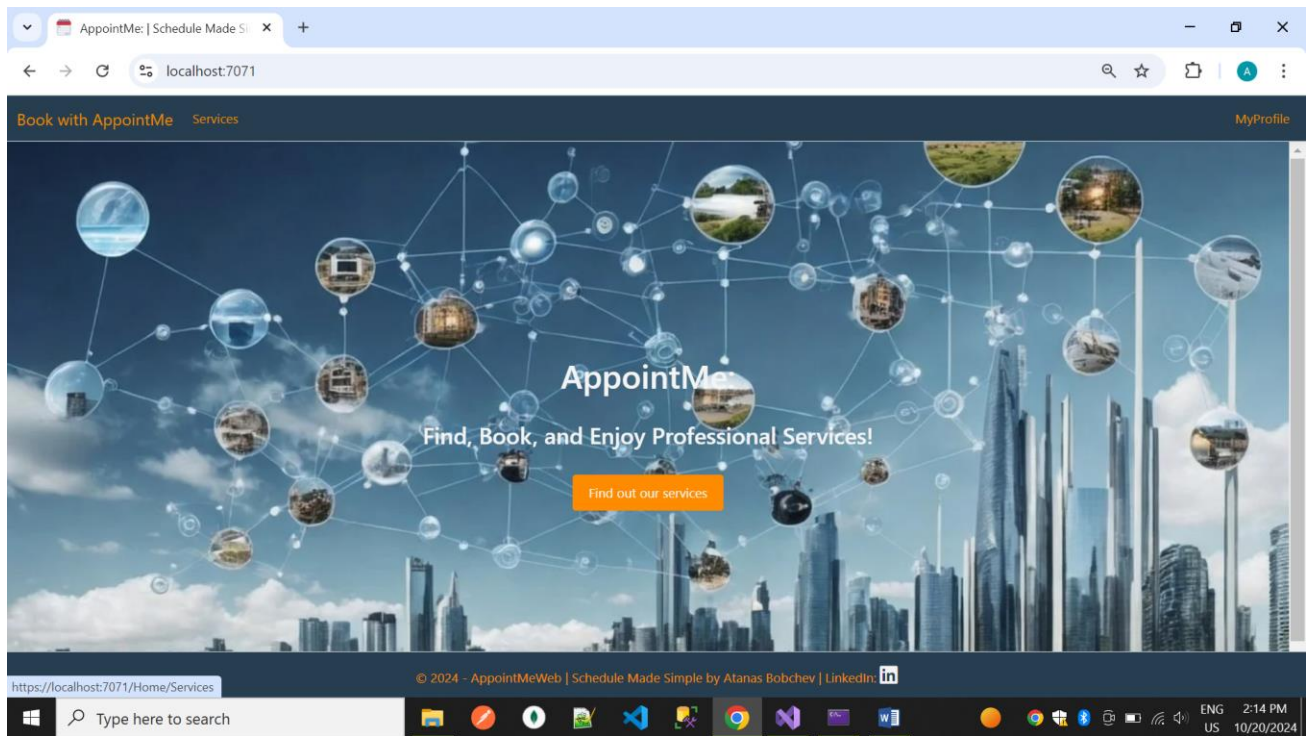 AppointMe: | Schedule Made Si
localhost:7071
A
Book with AppointMe Services MyProfile
AppointMe:
Find, Book, and Enjoy Professional Services!
Find out our services
© 2024 - AppointMeWeb | Schedule Made Simple by Atanas Bobchev | LinkedIn: in
https://localhost:7071/Home/Services
Type here to search
ENG 2:14 PM
US 10/20/2024